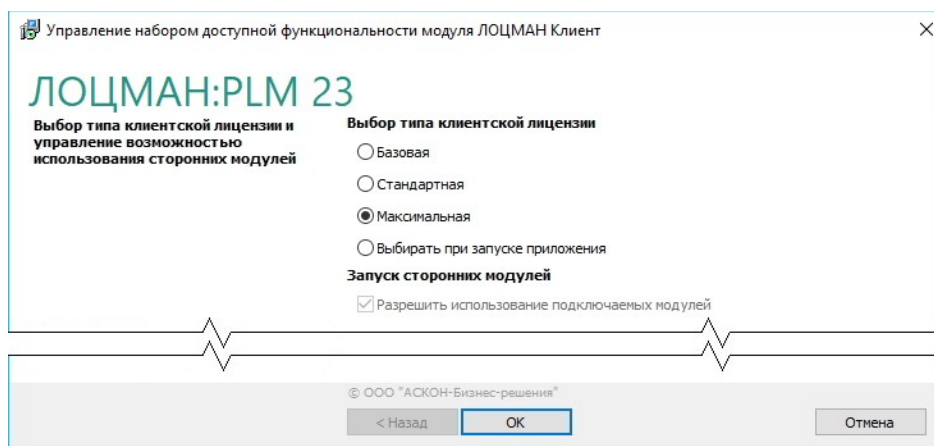 Управление набором доступной функциональности модуля ЛОЦМАН Клиент
ЛОЦМАН:PLM 23
Выбор типа клиентской лицензии и
управление возможностью
использования сторонних модулей
Выбор типа клиентской лицензии
Базовая
Стандартная
Максимальная
Выбирать при запуске приложения
Запуск сторонних модулей
Разрешить использование подключаемых модулей
© ООО "АСКОН-Бизнес-решения"
< Назад
ОК
Отмена